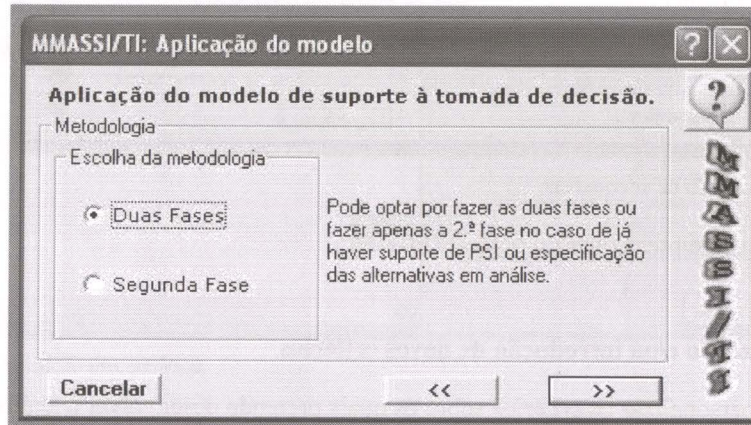 MMASSI/TI: Aplicação do modelo
Aplicação do modelo de suporte à tomada de decisão.
Metodologia
Escolha da metodologia
Duas Fases
Segunda Fase
Pode optar por fazer as duas fases ou
fazer apenas a 2.ª fase no caso de já
haver suporte de PSI ou especificação
das alternativas em análise.
MMASSI/TI
Cancelar
<<
>>